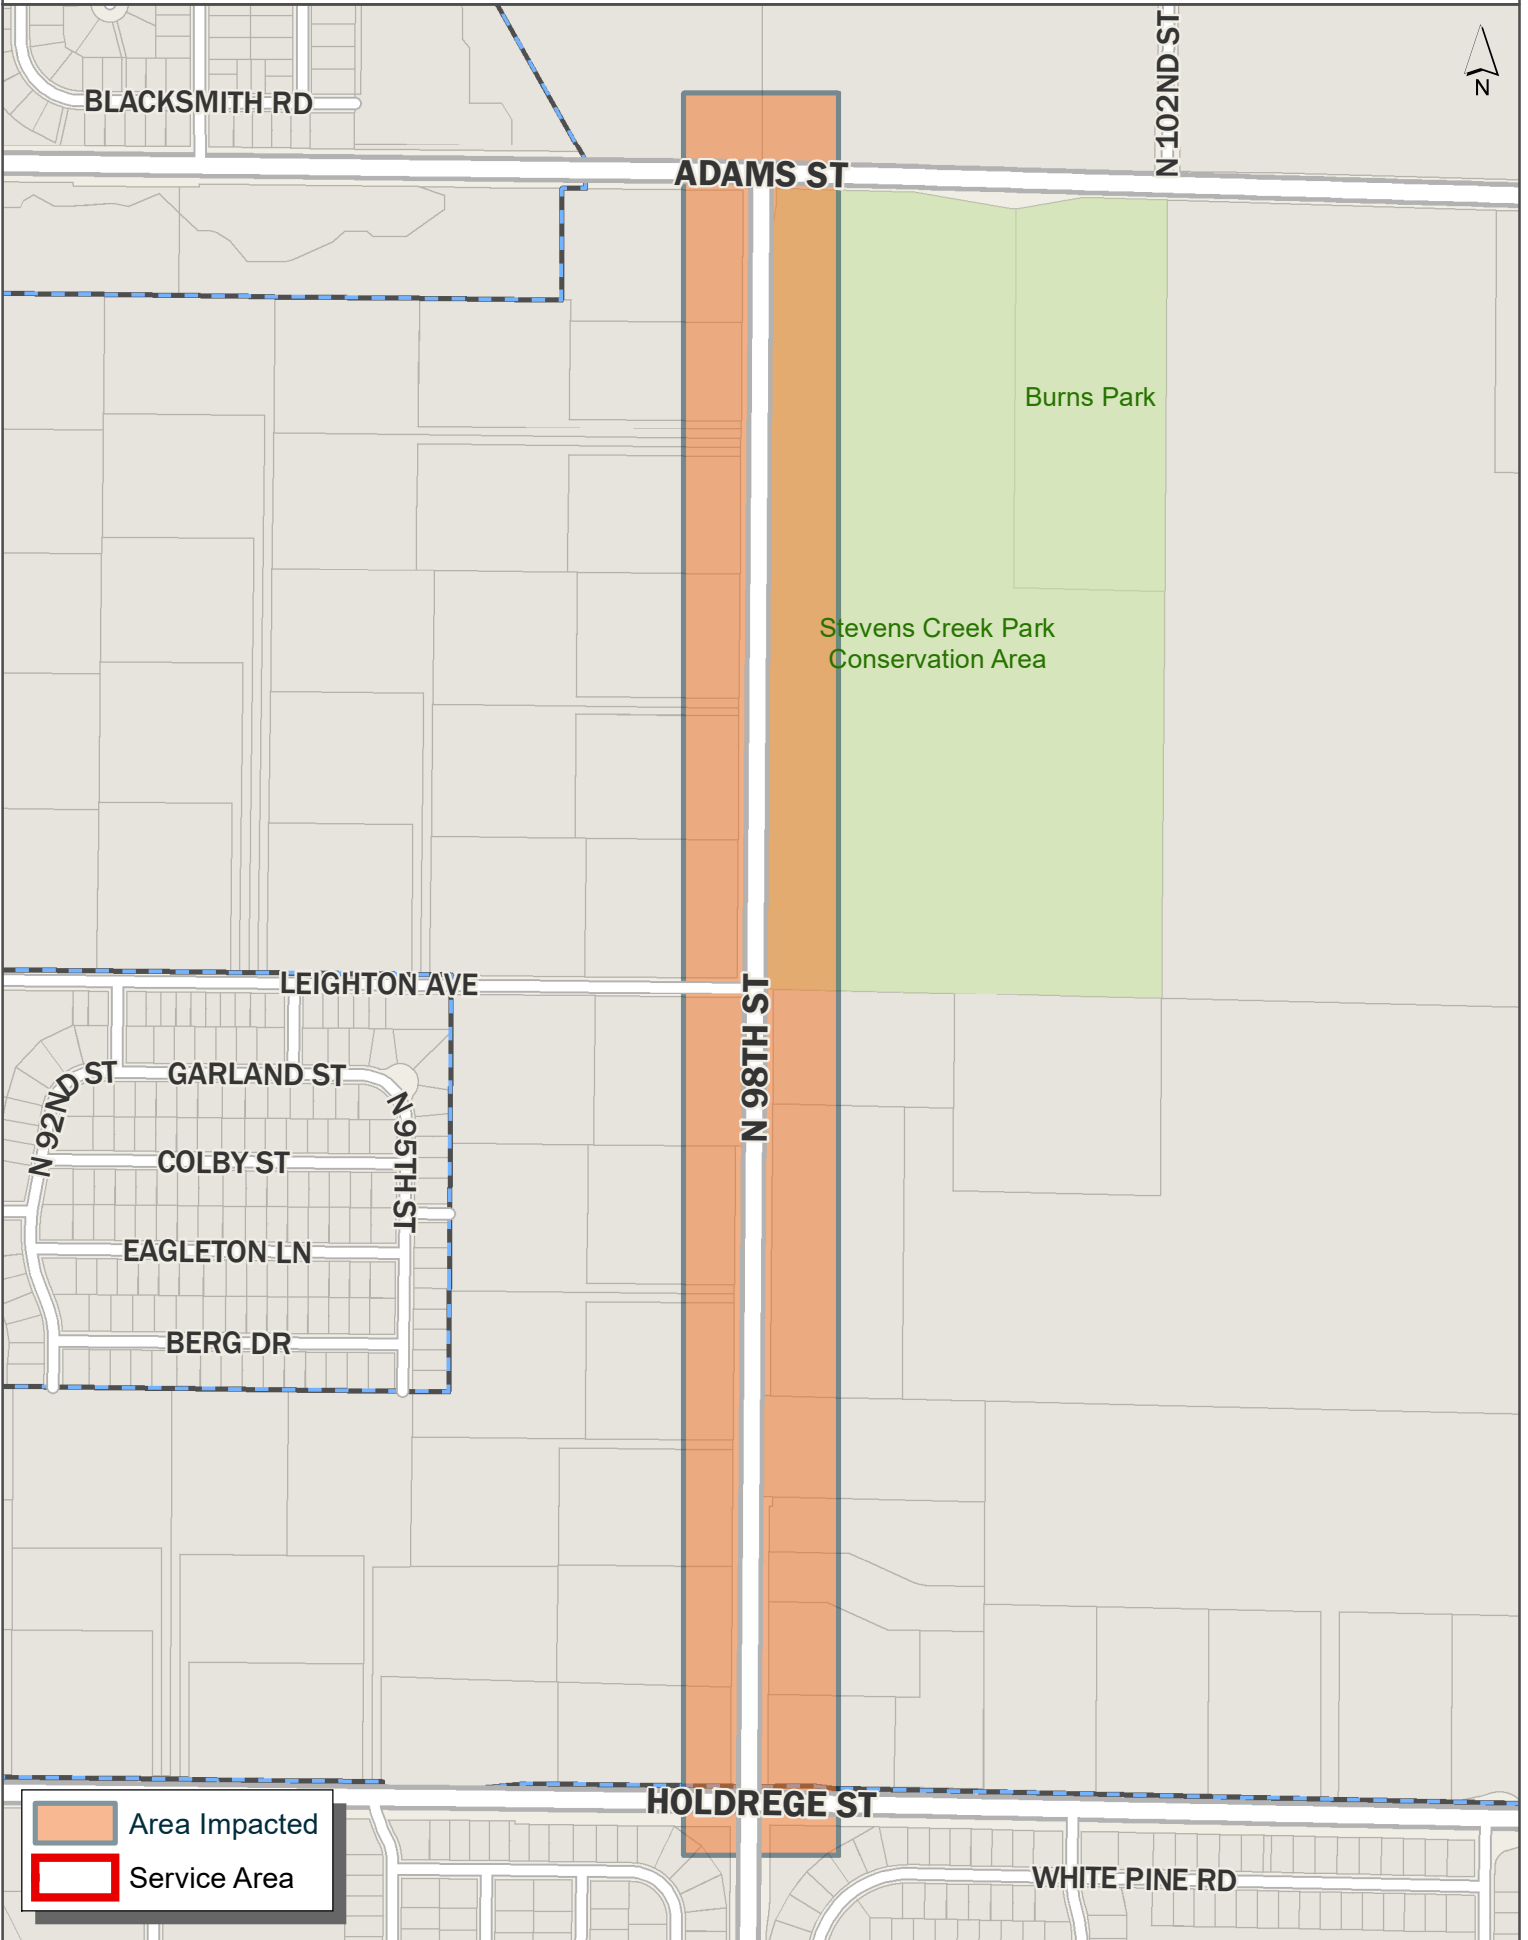 N 102ND ST
N
BLACKSMITH RD
ADAMS ST
Burns Park
Stevens Creek Park
Conservation Area
LEIGHTON AVE
N 98TH ST
N 92ND ST
GARLAND ST
N 95TH ST
COLBY ST
EAGLETON LN
BERG DR
HOLDREGE ST
Area Impacted
Service Area
WHITE PINE RD